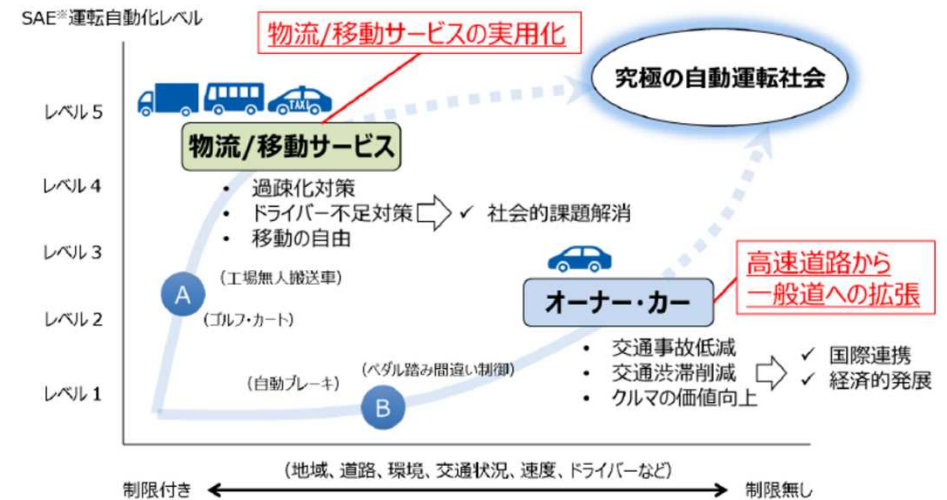 SAE※運転自動化レベル
物流/移動サービスの実用化
究極の自動運転社会
レベル5
TAXI
物流/移動サービス
レベル4
• 過疎化対策
• ドライバー不足対策
✓ 社会的課題解消
• 移動の自由
レベル3
高速道路から
一般道への拡張
(工場無人搬送車)
A
オーナー・カー
レベル2
(ゴルフ・カート)
• 交通事故低減
• 交通渋滞削減
• クルマの価値向上
✓ 国際連携
✓ 経済的発展
(ペダル踏み間違い制御)
(自動ブレーキ)
レベル1
B
(地域、道路、環境、交通状況、速度、ドライバーなど)
制限付き
制限無し